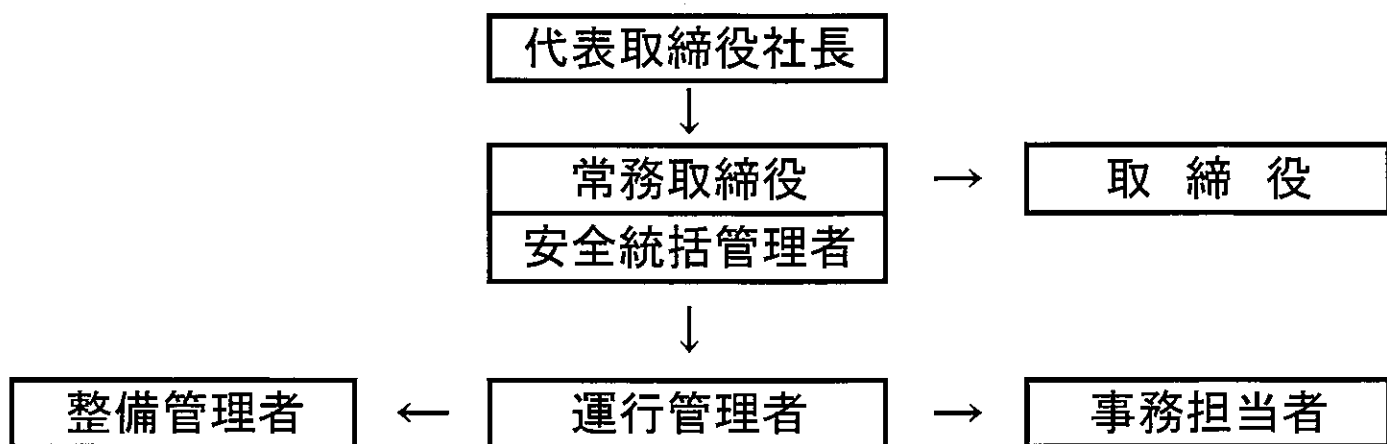 代表取締役社長
↓
常務取締役 → 取締役
安全統括管理者
↓
整備管理者 ← 運行管理者 → 事務担当者